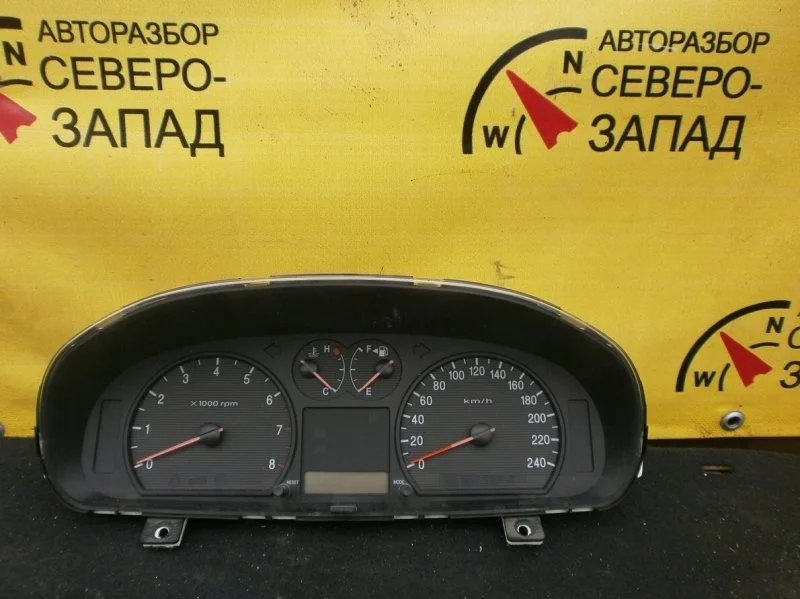 АВТОРАЗБОР
N СЕВЕРО-
ЗАПАД
АВТОРАЗБОР
N СЕВЕРО-
W ЗАПАД
N
W
0 1 2 3 4 5 6 7 8
x1000 rpm
H
C
F
E
0 20 40 60 80 100 120 140 160 180 200 220 240
km/h
RESET
MODE